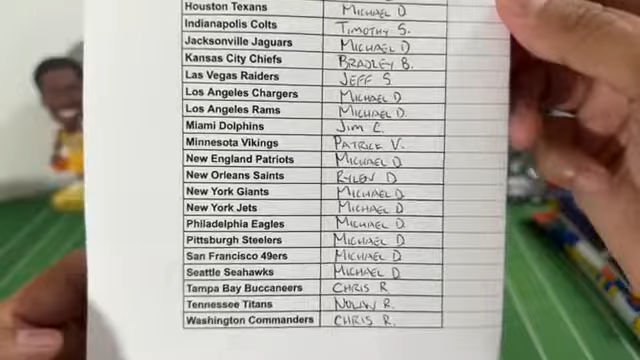 Houston Texans MICHAEL D
Indianapolis Colts TIMOTHY S.
Jacksonville Jaguars MICHAEL D
Kansas City Chiefs BRADLEY B.
Las Vegas Raiders JEFF S
Los Angeles Chargers MICHAEL D
Los Angeles Rams MICHAEL D.
Miami Dolphins JIM C.
Minnesota Vikings PATRICK V.
New England Patriots MICHAEL D
New Orleans Saints RYLEY D
New York Giants MICHAEL D
New York Jets MICHAEL D
Philadelphia Eagles MICHAEL D
Pittsburgh Steelers MICHAEL D
San Francisco 49ers MICHAEL D
Seattle Seahawks MICHAEL D
Tampa Bay Buccaneers CHRIS R.
Tennessee Titans NOLAN R.
Washington Commanders CHRIS R.